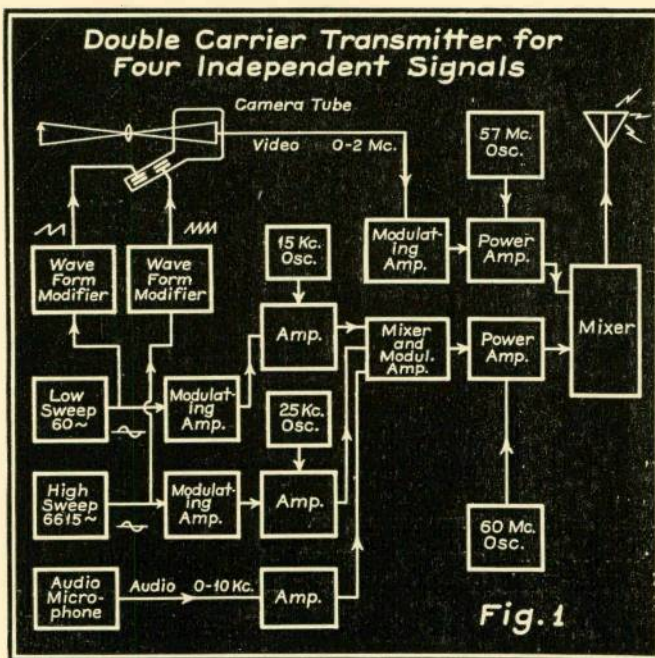 Double Carrier Transmitter for
Four Independent Signals
Camera Tube
Video 0-2 Mc.
57 Mc.
Osc.
Wave
Form
Modifier
Wave
Form
Modifier
15 Kc.
Osc.
Modulat-
ing
Amp.
Power
Amp.
Mixer
Amp.
Mixer
and
Modul.
Amp.
Power
Amp.
Low
Sweep
60~
Modulat-
ing
Amp.
25 Kc.
Osc.
High
Sweep
6615~
Modulat-
ing
Amp.
Amp.
60 Mc.
Osc.
Audio
Micro-
phone
Audio 0-10 Kc.
Amp.
Fig. 1